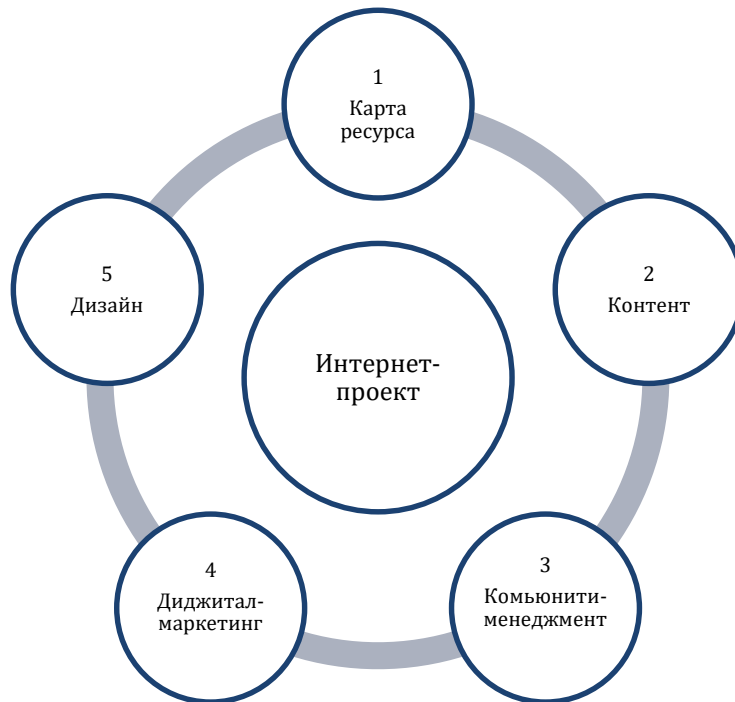 1
Карта
ресурса
2
Контент
3
Комьюнити-
менеджмент
4
Диджитал-
маркетинг
5
Дизайн
Интернет-
проект